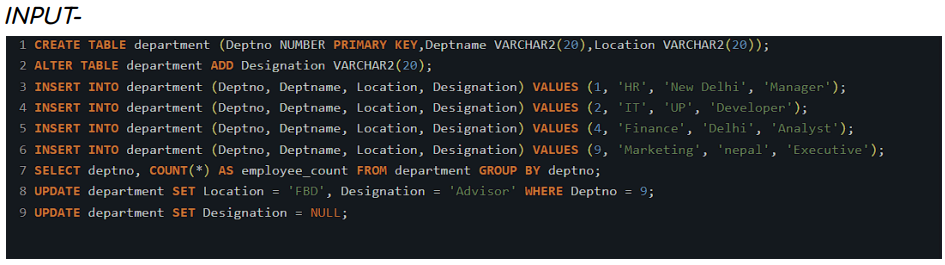 INPUT-
1 CREATE TABLE department (Deptno NUMBER PRIMARY KEY,Deptname VARCHAR2(20),Location VARCHAR2(20));
2 ALTER TABLE department ADD Designation VARCHAR2(20);
3 INSERT INTO department (Deptno, Deptname, Location, Designation) VALUES (1, 'HR', 'New Delhi', 'Manager');
4 INSERT INTO department (Deptno, Deptname, Location, Designation) VALUES (2, 'IT', 'UP', 'Developer');
5 INSERT INTO department (Deptno, Deptname, Location, Designation) VALUES (4, 'Finance', 'Delhi', 'Analyst');
6 INSERT INTO department (Deptno, Deptname, Location, Designation) VALUES (9, 'Marketing', 'nepal', 'Executive');
7 SELECT deptno, COUNT(*) AS employee_count FROM department GROUP BY deptno;
8 UPDATE department SET Location = 'FBD', Designation = 'Advisor' WHERE Deptno = 9;
9 UPDATE department SET Designation = NULL;